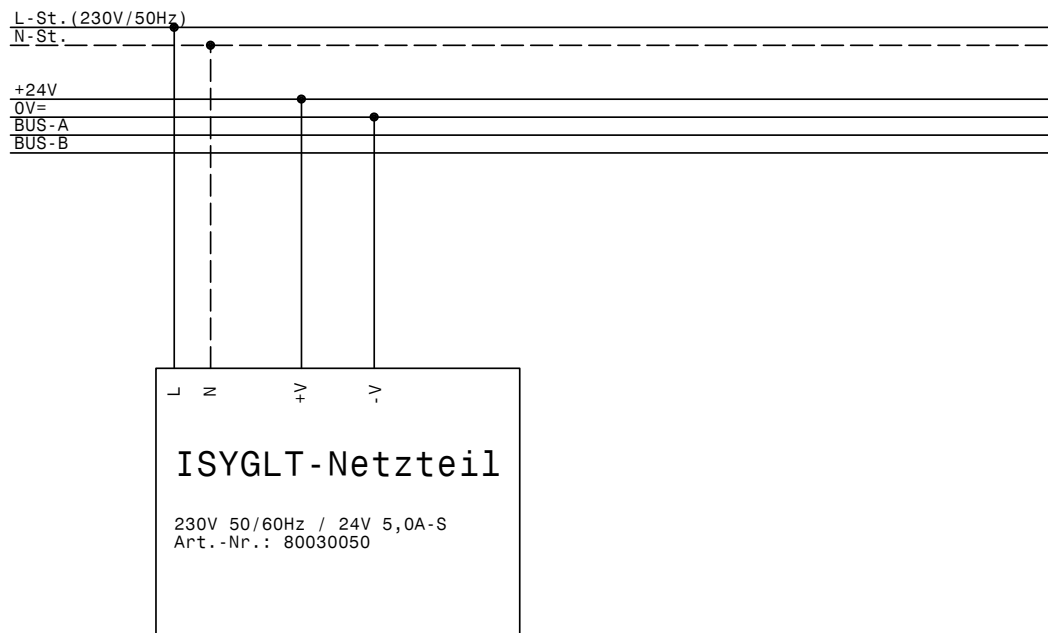 L-St.(230V/50Hz)
N-St.
+24V
0V=
BUS-A
BUS-B
L
N
+V
-V
ISYGLT-Netzteil
230V 50/60Hz / 24V 5,0A-S
Art.-Nr.: 80030050